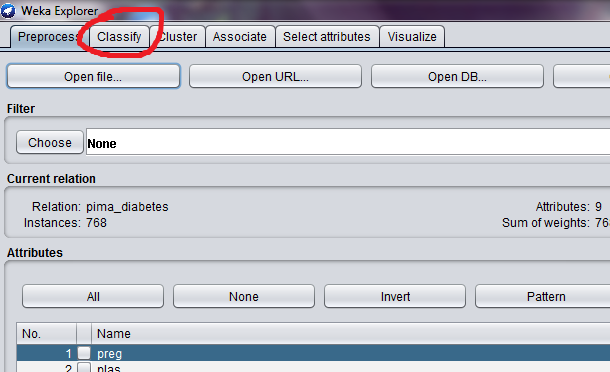 Weka Explorer
Preprocess Classify Cluster Associate Select attributes Visualize
Open file... Open URL... Open DB...
Filter
Choose None
Current relation
Relation: pima_diabetes Attributes: 9
Instances: 768 Sum of weights: 76
Attributes
All None Invert Pattern
No. Name
1 preg
2 plas